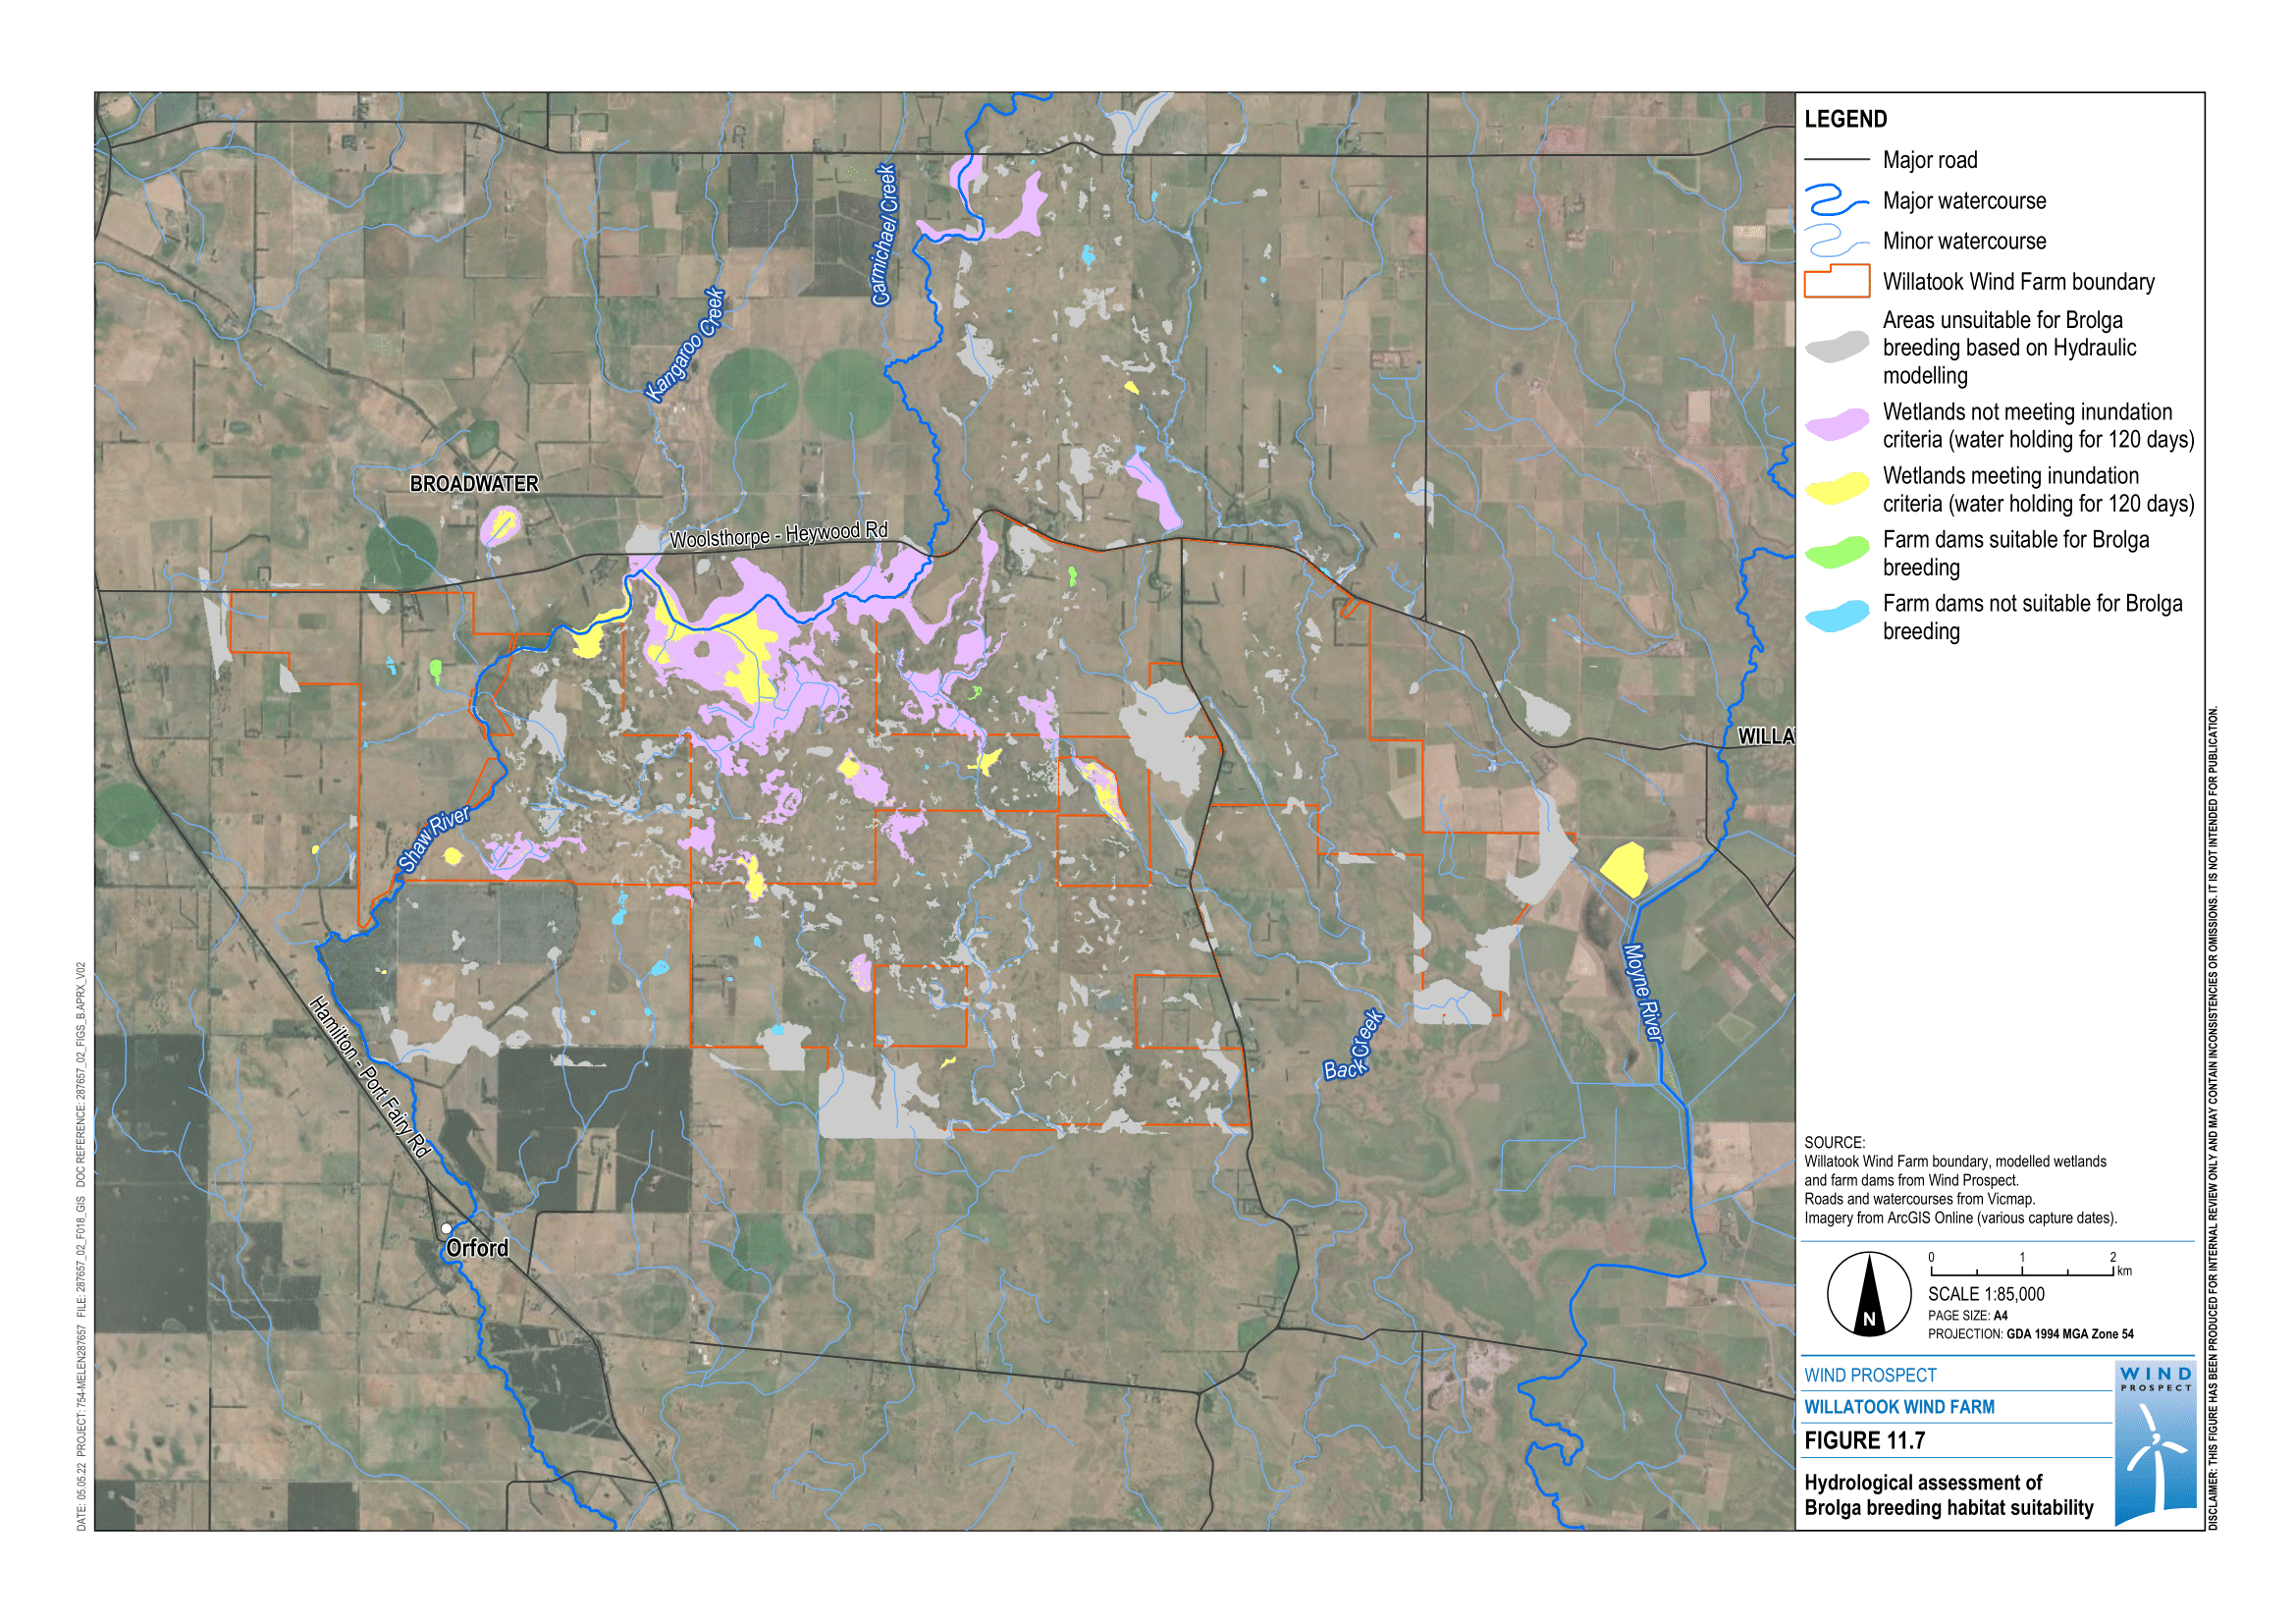 LEGEND
Major road
Major watercourse
Minor watercourse
Willatook Wind Farm boundary
Areas unsuitable for Brolga
breeding based on Hydraulic
modelling
Wetlands not meeting inundation
criteria (water holding for 120 days)
Wetlands meeting inundation
criteria (water holding for 120 days)
Farm dams suitable for Brolga
breeding
Farm dams not suitable for Brolga
breeding
Carmichael Creek
Kangaroo Creek
BROADWATER
Woolsthorpe - Heywood Rd
WILLA
Shaw River
Moyne River
Hamilton - Port Fairy Rd
Back Creek
Orford
SOURCE:
Willatook Wind Farm boundary, modelled wetlands
and farm dams from Wind Prospect.
Roads and watercourses from Vicmap.
Imagery from ArcGIS Online (various capture dates).
0 1 2
km
N
SCALE 1:85,000
PAGE SIZE: A4
PROJECTION: GDA 1994 MGA Zone 54
WIND PROSPECT
WILLATOOK WIND FARM
FIGURE 11.7
Hydrological assessment of
Brolga breeding habitat suitability
WIND
PROSPECT
DATE: 05.05.22 PROJECT: 754-MELEN287657 FILE: 287657_02_F018_GIS DOC REFERENCE: 287657_02_FIGS_B.APRX_V02
DISCLAIMER: THIS FIGURE HAS BEEN PRODUCED FOR INTERNAL REVIEW ONLY AND MAY CONTAIN INCONSISTENCIES OR OMISSIONS. IT IS NOT INTENDED FOR PUBLICATION.